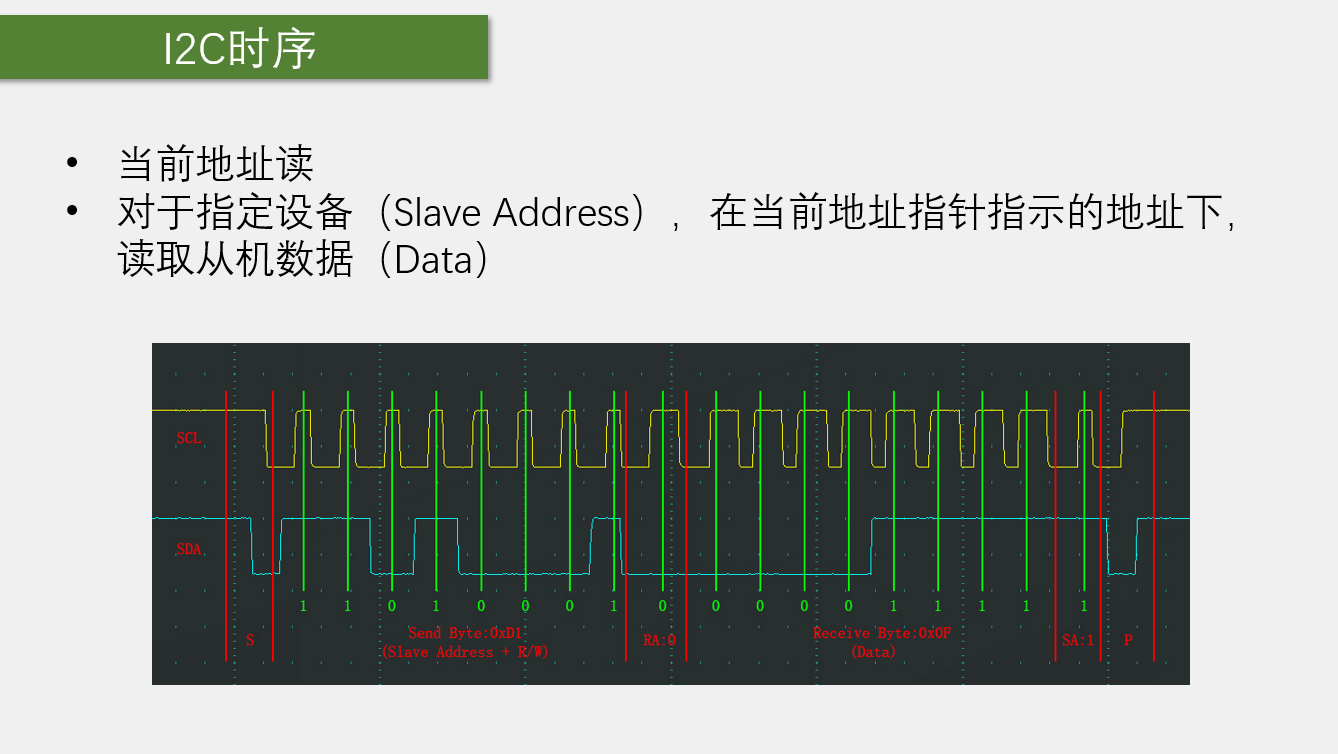 I2C时序
• 当前地址读
• 对于指定设备（Slave Address），在当前地址指针指示的地址下，
读取从机数据（Data）
SCL
SDA
1 1 0 1 0 0 0 1 0 0 0 0 0 1 1 1 1 1
S Send Byte:0xD1 RA:0 Receive Byte:0x0F SA:1 P
(Slave Address + R/W) (Data)